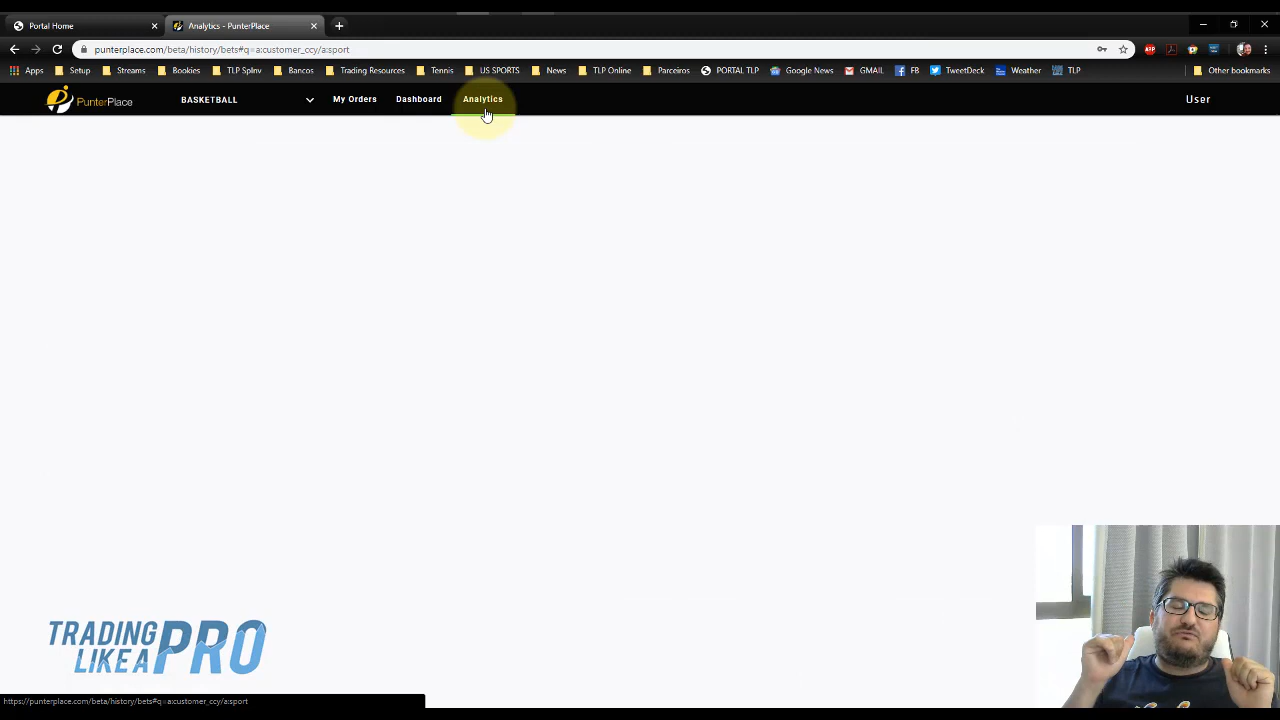 Portal Home
Analytics - PunterPlace
punterplace.com/beta/history/bets#q=a:customer_ccy/a:sport
Apps Setup Streams Bookies TLP SpInv Bancos Trading Resources Tennis US SPORTS News TLP Online Parceiros PORTAL TLP Google News GMAIL FB TweetDeck Weather TLP Other bookmarks
PunterPlace BASKETBALL My Orders Dashboard Analytics User
TRADING
LIKE A PRO
https://punterplace.com/beta/history/bets#q=a:customer_ccy/a:sport